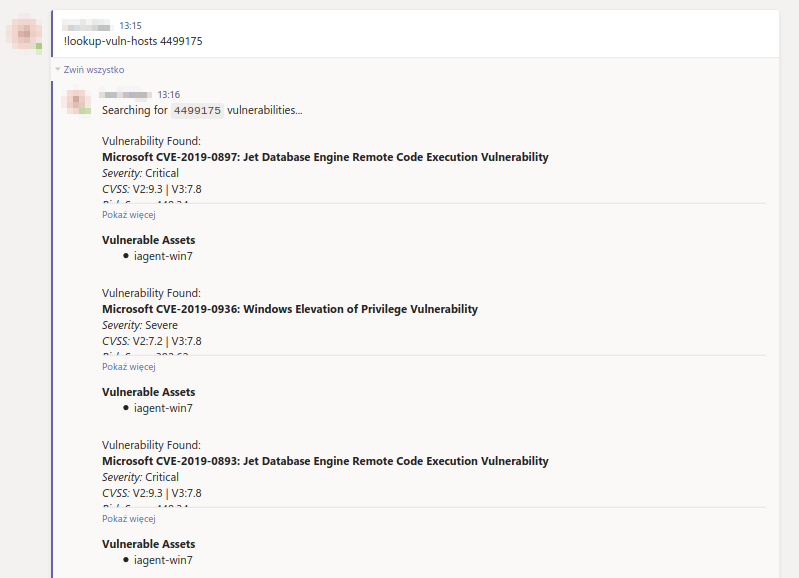 13:15
!lookup-vuln-hosts 4499175
Zwiń wszystko
13:16
Searching for 4499175 vulnerabilities...
Vulnerability Found:
Microsoft CVE-2019-0897: Jet Database Engine Remote Code Execution Vulnerability
Severity: Critical
CVSS: V2:9.3 | V3:7.8
Pokaż więcej
Vulnerable Assets
• iagent-win7
Vulnerability Found:
Microsoft CVE-2019-0936: Windows Elevation of Privilege Vulnerability
Severity: Severe
CVSS: V2:7.2 | V3:7.8
Pokaż więcej
Vulnerable Assets
• iagent-win7
Vulnerability Found:
Microsoft CVE-2019-0893: Jet Database Engine Remote Code Execution Vulnerability
Severity: Critical
CVSS: V2:9.3 | V3:7.8
Pokaż więcej
Vulnerable Assets
• iagent-win7